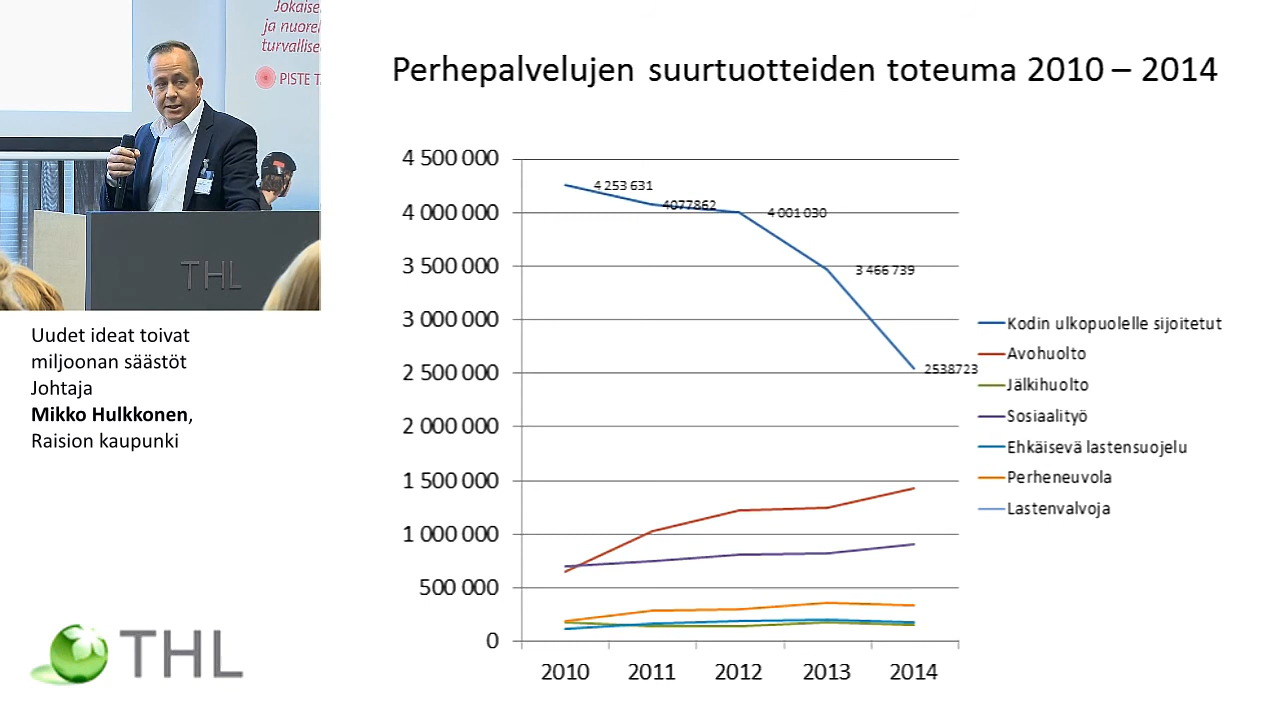 Jokaise
ja nuore
turvallise
PISTE T
THL
Uudet ideat toivat
miljoonan säästöt
Johtaja
Mikko Hulkkonen,
Raision kaupunki
THL
Perhepalvelujen suurtuotteiden toteuma 2010 – 2014
4 500 000
4 000 000
3 500 000
3 000 000
2 500 000
2 000 000
1 500 000
1 000 000
500 000
0
4 253 631
4077862
4 001 030
3 466 739
2538723
2010 2011 2012 2013 2014
Kodin ulkopuolelle sijoitetut
Avohuolto
Jälkihuolto
Sosiaalityö
Ehkäisevä lastensuojelu
Perheneuvola
Lastenvalvoja